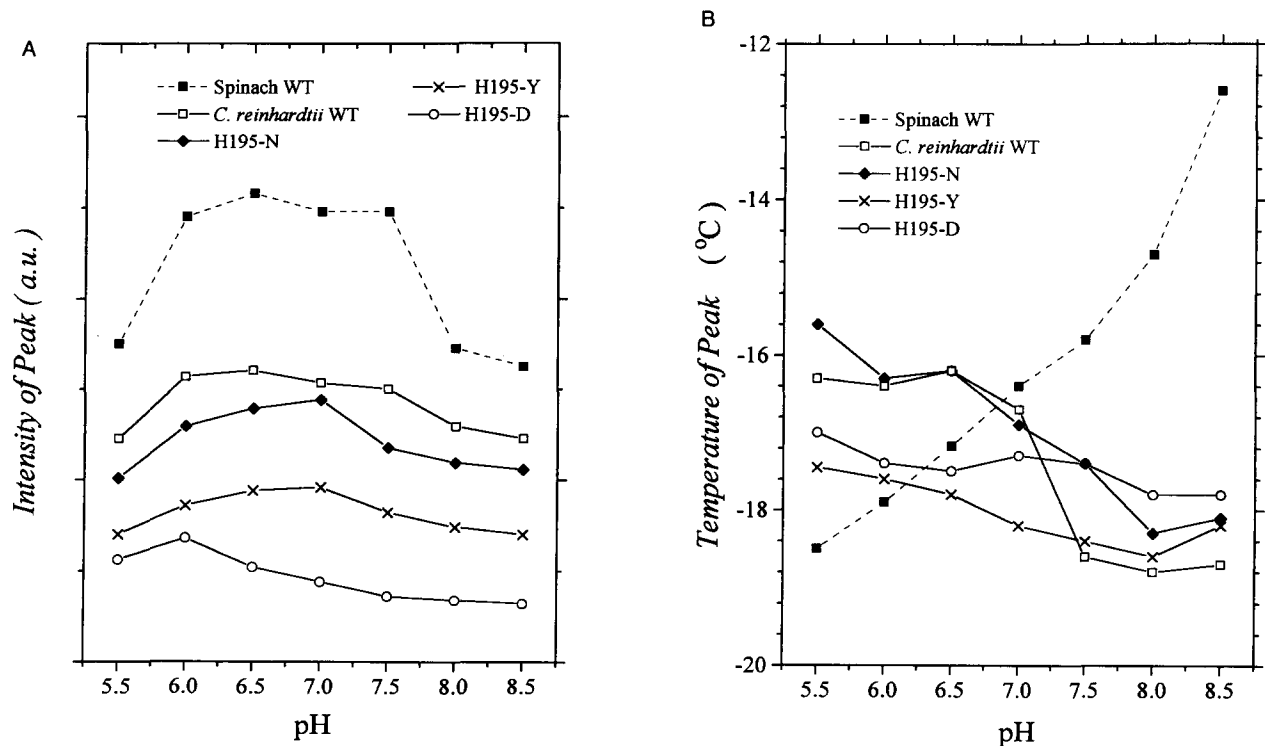 A
Spinach WT
C. reinhardtii WT
H195-N
H195-Y
H195-D
Intensity of Peak ( a.u. )
5.5 6.0 6.5 7.0 7.5 8.0 8.5
pH
B
-12
-14
-16
-18
-20
Spinach WT
C. reinhardtii WT
H195-N
H195-Y
H195-D
Temperature of Peak ( °C )
5.5 6.0 6.5 7.0 7.5 8.0 8.5
pH